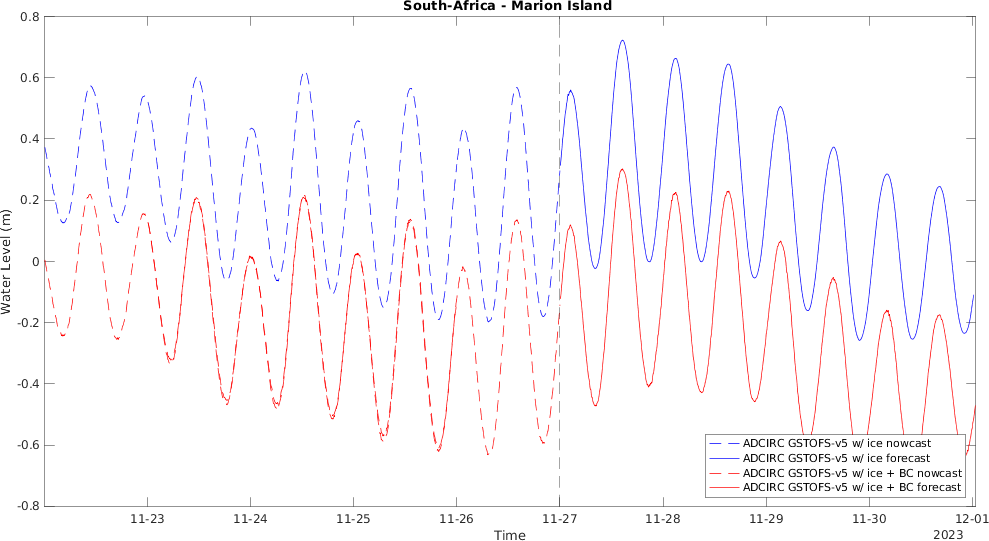 South-Africa - Marion Island
0.8
0.6
0.4
0.2
0
-0.2
-0.4
-0.6
-0.8
Water Level (m)
ADCIRC GSTOFS-v5 w/ ice nowcast
ADCIRC GSTOFS-v5 w/ ice forecast
ADCIRC GSTOFS-v5 w/ ice + BC nowcast
ADCIRC GSTOFS-v5 w/ ice + BC forecast
11-23 11-24 11-25 11-26 11-27 11-28 11-29 11-30 12-01
Time
2023